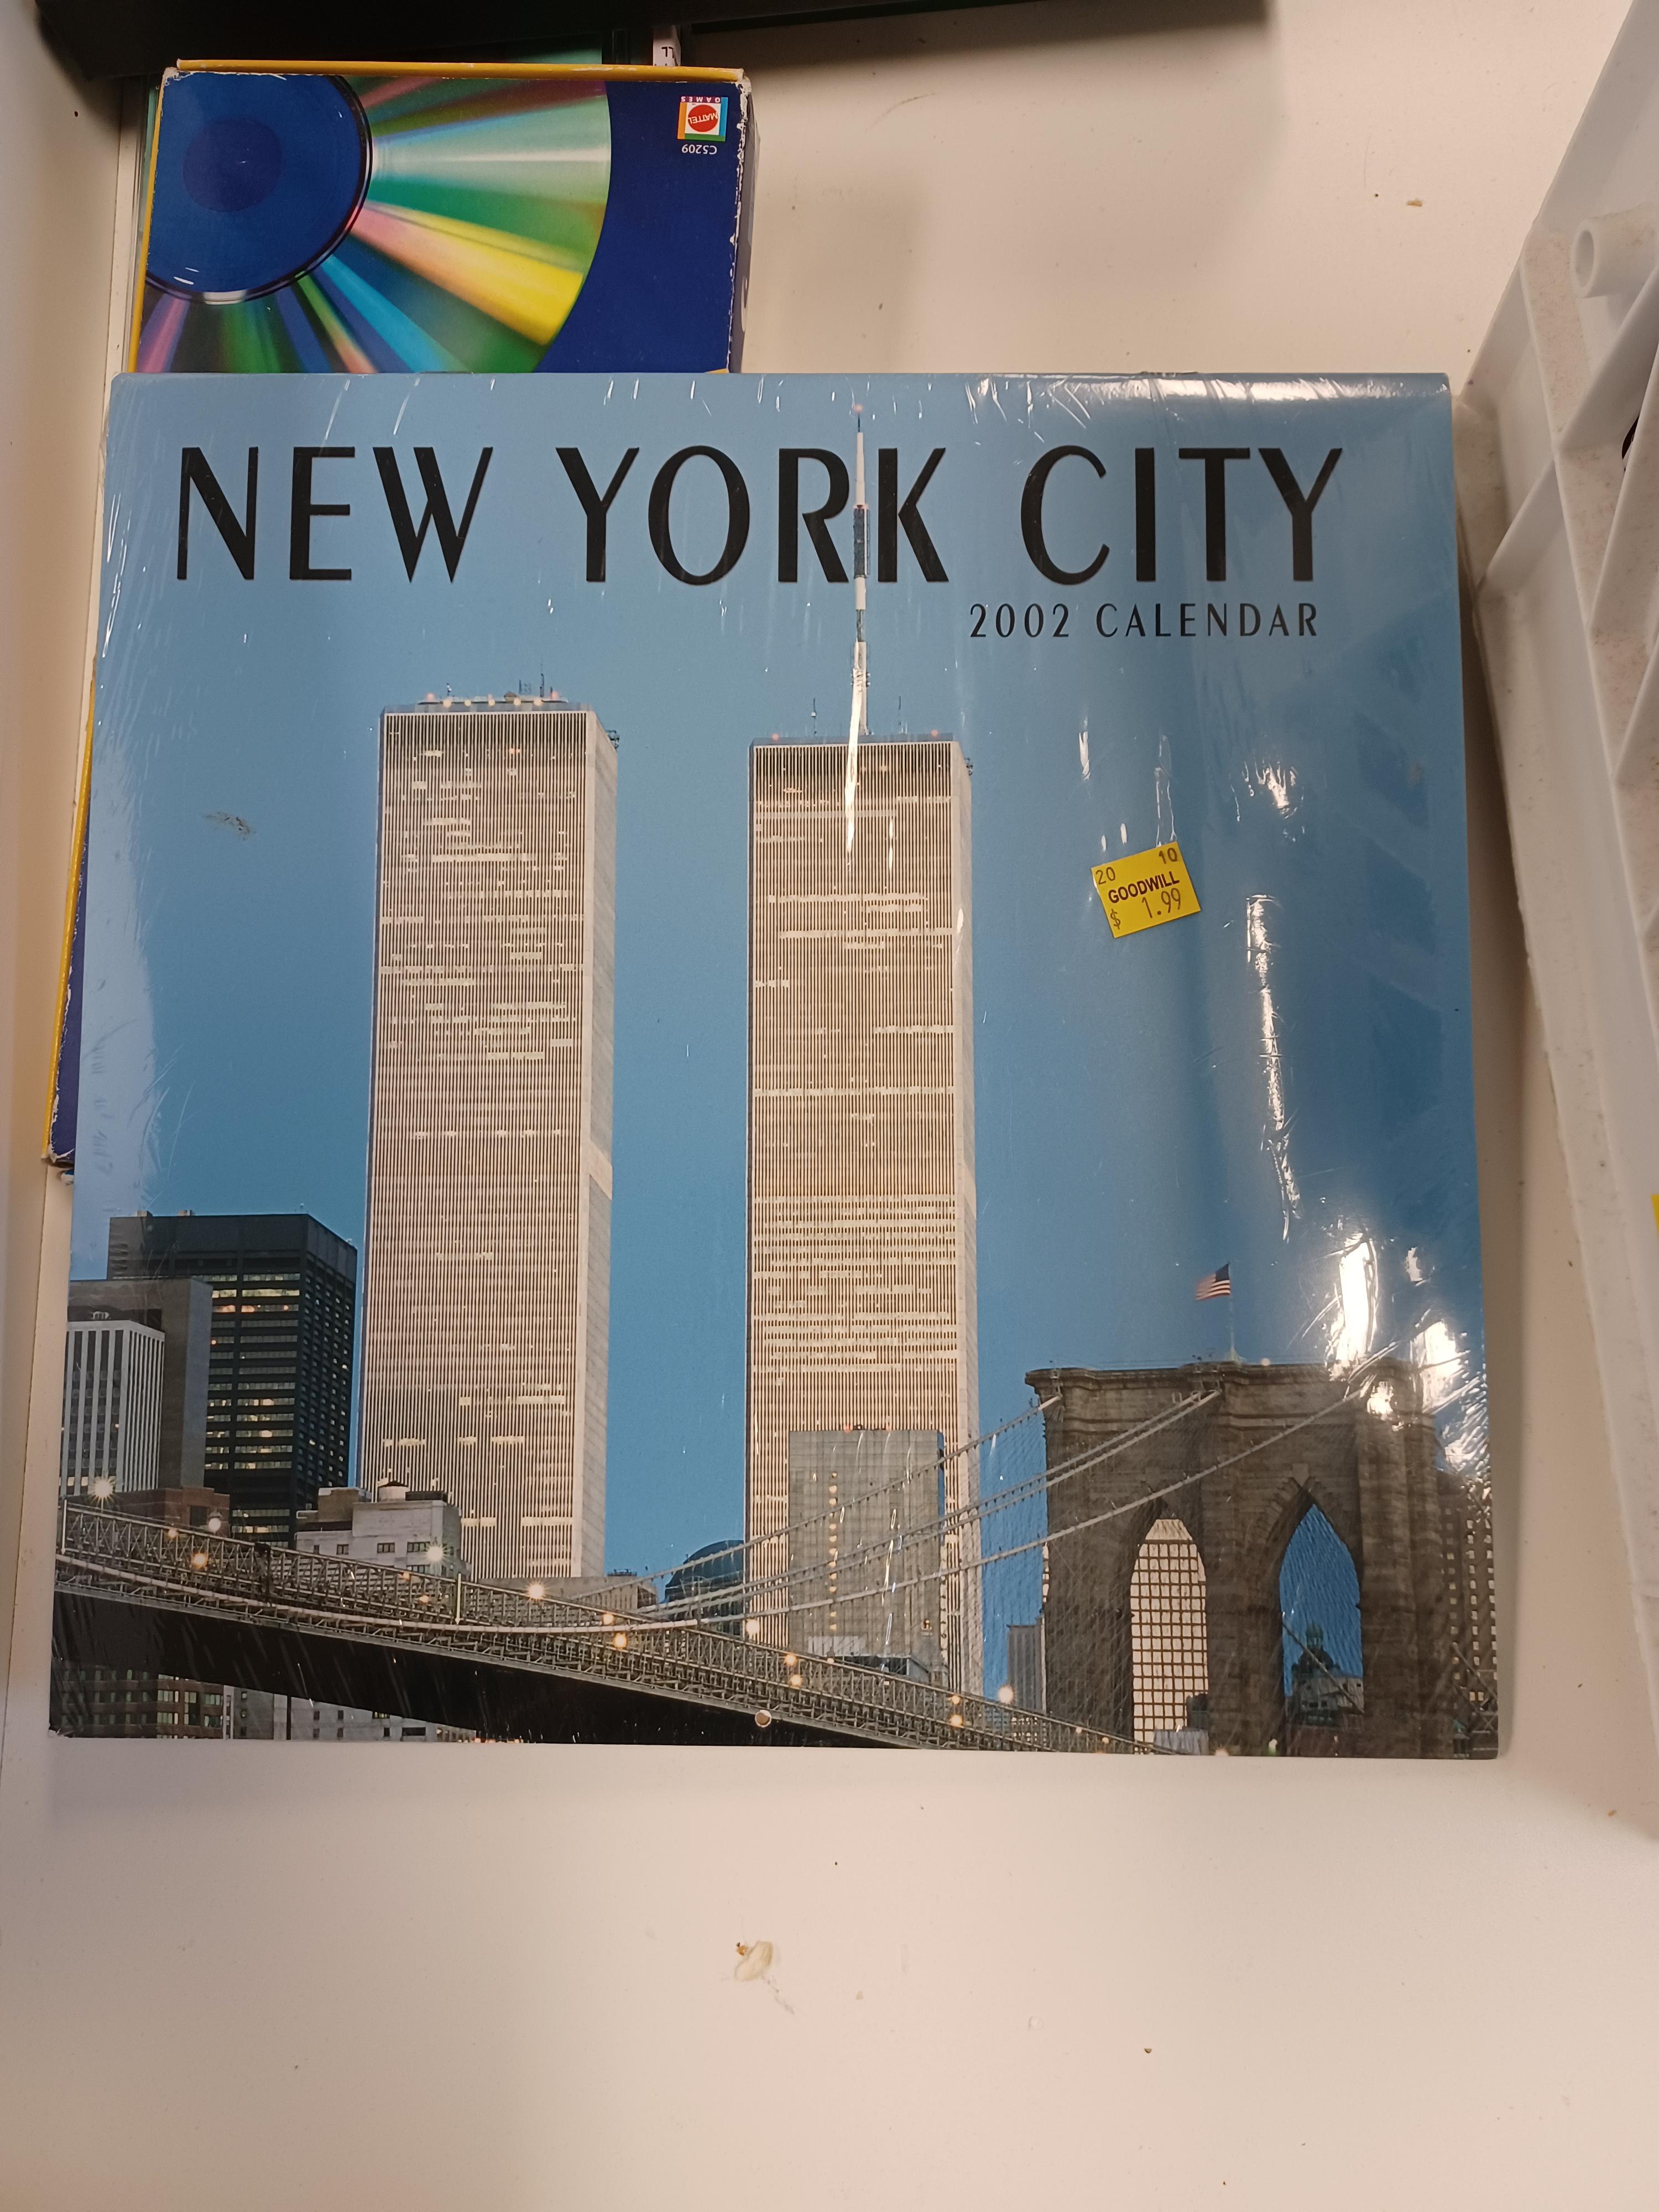 MATTEL
GAMES
C5209
NEW YORK CITY
2002 CALENDAR
20 10
GOODWILL
$ 1.99